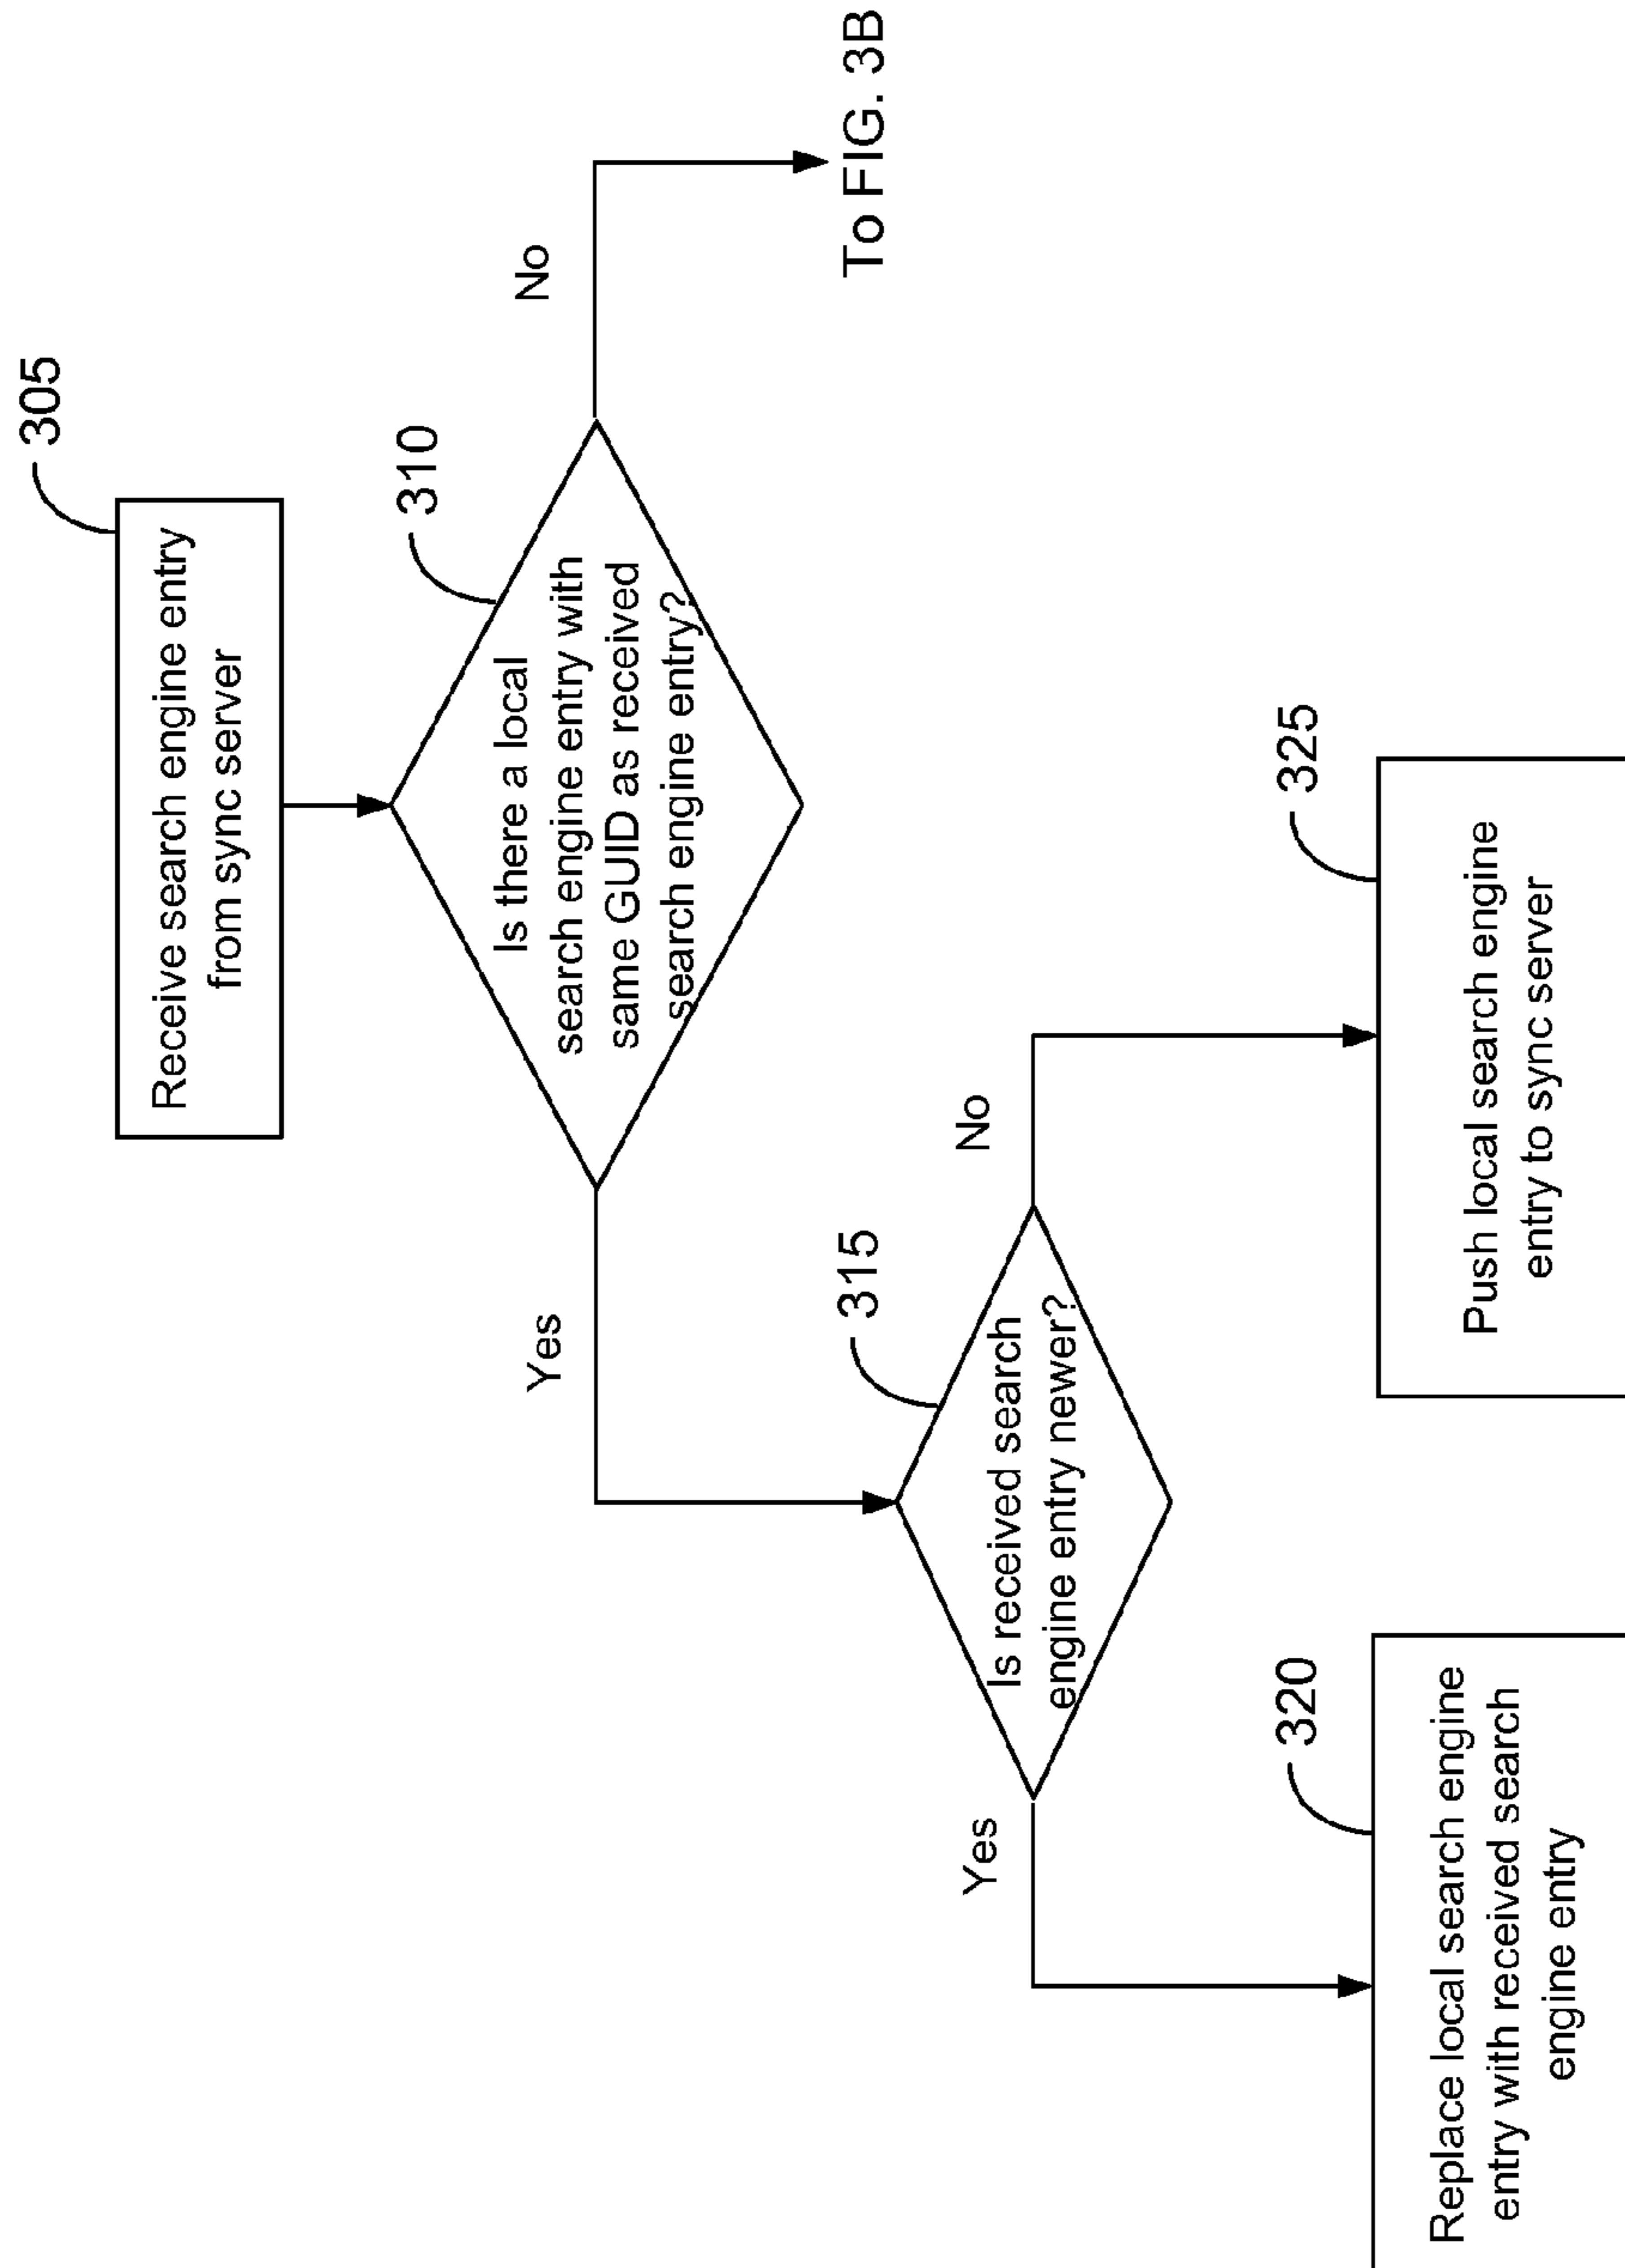 305
Receive search engine entry
from sync server
310
Is there a local
search engine entry with
same GUID as received
search engine entry?
Yes
No
To FIG. 3B
315
Is received search
engine entry newer?
Yes
No
320
Replace local search engine
entry with received search
engine entry
325
Push local search engine
entry to sync server